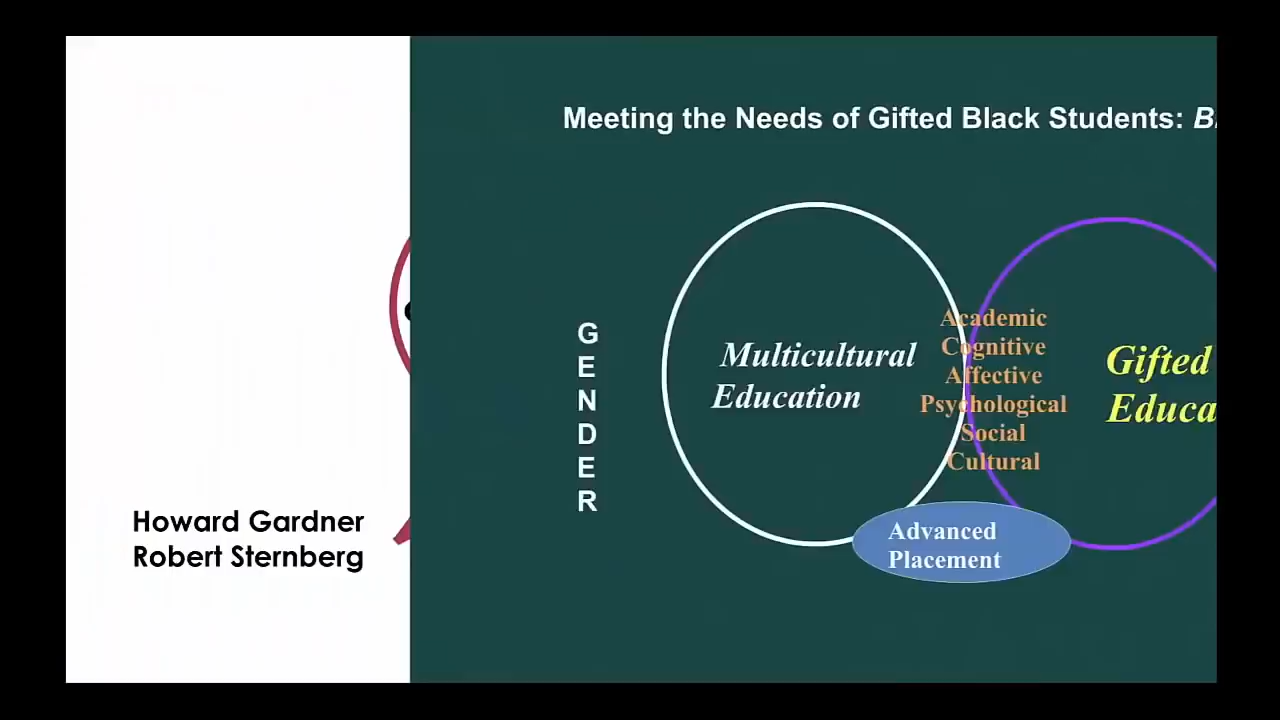 Meeting the Needs of Gifted Black Students:
G
E
N
D
E
R
Multicultural
Education
Academic
Cognitive
Affective
Psychological
Social
Cultural
Gifted
Educa
Advanced
Placement
Howard Gardner
Robert Sternberg